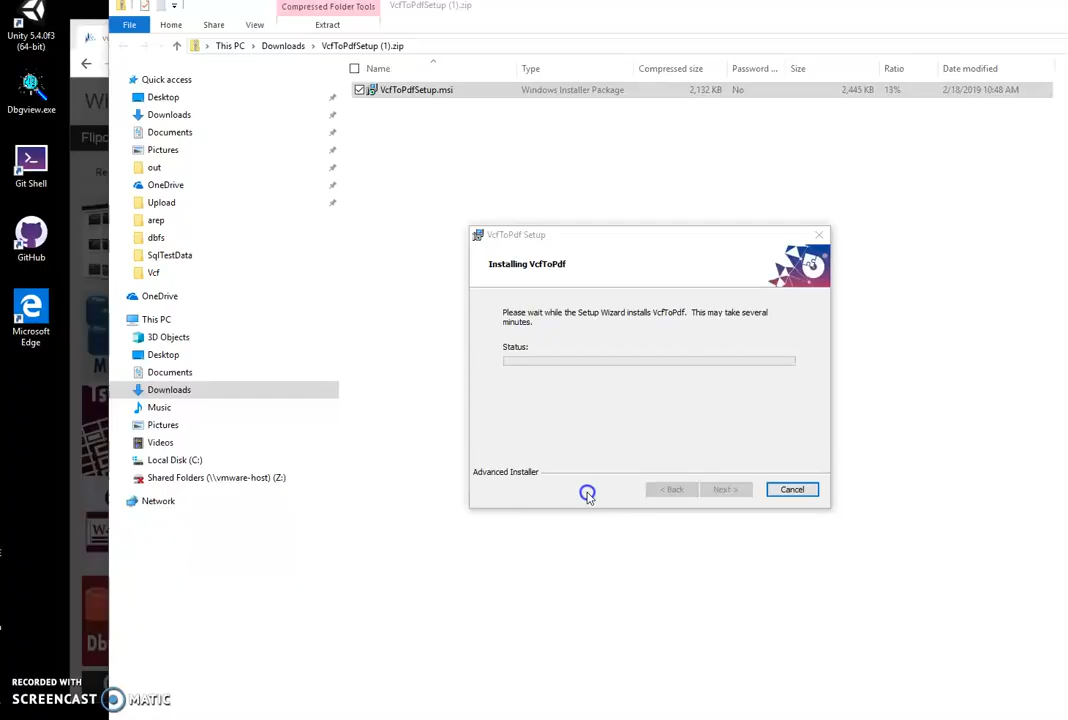 Unity 5.4.0f3
(64-bit)
Dbgview.exe
Git Shell
GitHub
Microsoft
Edge
Compressed Folder Tools
VcfToPdfSetup (1).zip
File
Home
Share
View
Extract
This PC
Downloads
VcfToPdfSetup (1).zip
Name
Type
Compressed size
Password ...
Size
Ratio
Date modified
VcfToPdfSetup.msi
Windows Installer Package
2,132 KB
No
2,445 KB
13%
2/18/2019 10:48 AM
Quick access
Desktop
Downloads
Documents
Pictures
out
OneDrive
Upload
arep
dbfs
SqlTestData
Vcf
OneDrive
This PC
3D Objects
Desktop
Documents
Downloads
Music
Pictures
Videos
Local Disk (C:)
Shared Folders (\\vmware-host) (Z:)
Network
VcfToPdf Setup
Installing VcfToPdf
Please wait while the Setup Wizard installs VcfToPdf. This may take several
minutes.
Status:
Advanced Installer
< Back
Next >
Cancel
Flipc
Re
Db
RECORDED WITH
SCREENCAST MATIC